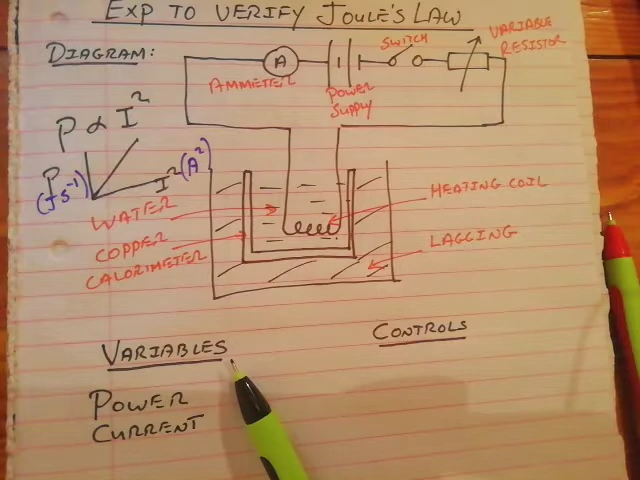 EXP TO VERIFY JOULE'S LAW
DIAGRAM:
AMMETER
A
POWER
SUPPLY
SWITCH
VARIABLE
RESISTOR
P ∝ I²
P
(Js⁻¹)
I² (A²)
WATER
COPPER
CALORIMETER
HEATING COIL
LAGGING
VARIABLES
POWER
CURRENT
CONTROLS